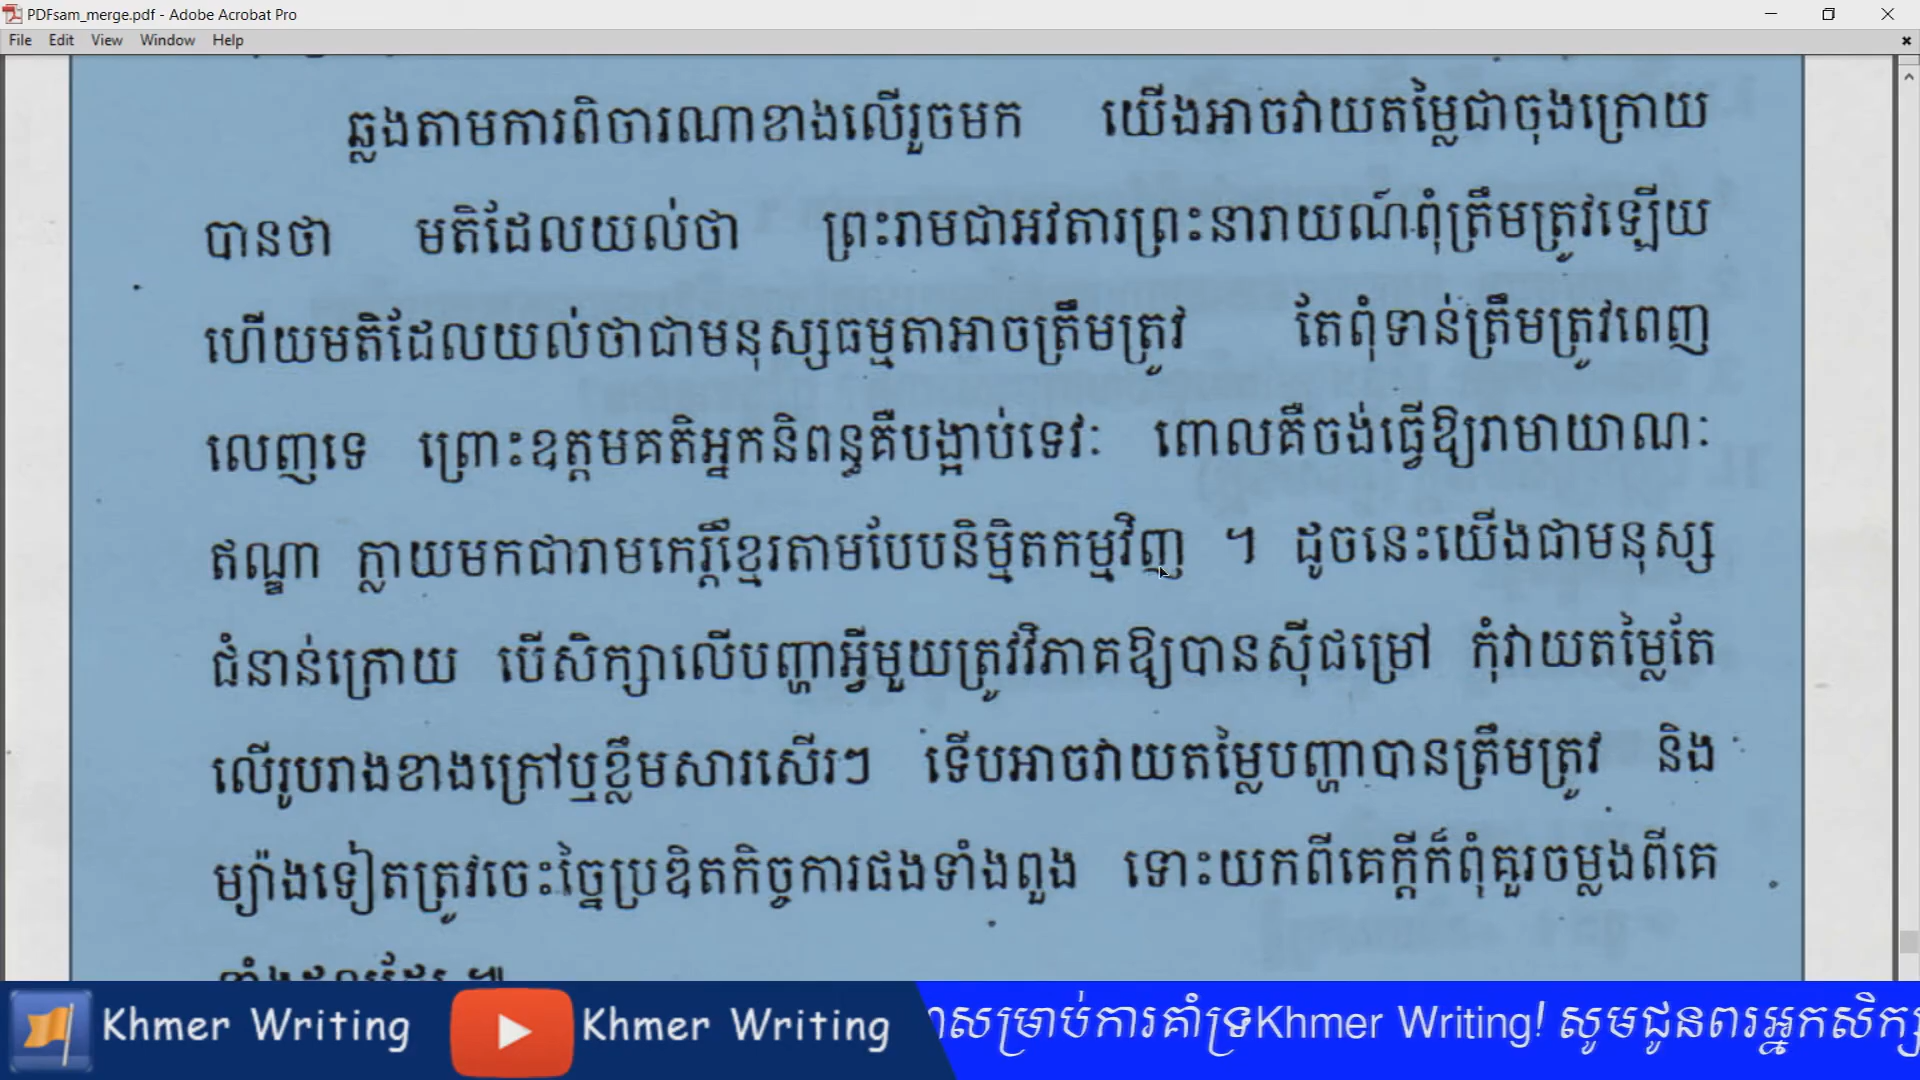 PDFsam_merge.pdf - Adobe Acrobat Pro
File Edit View Window Help
ឆ្លងតាមការពិចារណាខាងលើរួចមក យើងអាចវាយតម្លៃជាចុងក្រោយ
បានថា មតិដែលយល់ថា ព្រះរាមជាអវតារព្រះនារាយណ៍ពុំត្រឹមត្រូវឡើយ
ហើយមតិដែលយល់ថាជាមនុស្សធម្មតាអាចត្រឹមត្រូវ តែពុំទាន់ត្រឹមត្រូវពេញ
លេញទេ ព្រោះឧត្តមគតិអ្នកនិពន្ធគឺបង្អាប់ទេវៈ ពោលគឺចង់ធ្វើឱ្យរាមាយាណៈ
ឥណ្ឌា ក្លាយមកជារាមកេរ្តិ៍ខ្មែរតាមបែបនិម្មិតកម្មវិញ ។ ដូចនេះយើងជាមនុស្ស
ជំនាន់ក្រោយ បើសិក្សាលើបញ្ហាអ្វីមួយត្រូវវិភាគឱ្យបានស៊ីជម្រៅ កុំវាយតម្លៃតែ
លើរូបរាងខាងក្រៅឬខ្លឹមសារសើរៗ ទើបអាចវាយតម្លៃបញ្ហាបានត្រឹមត្រូវ និង
ម្យ៉ាងទៀតត្រូវចេះច្នៃប្រឌិតកិច្ចការផងទាំងពួង ទោះយកពីគេក្តីក៏ពុំគួរចម្លងពីគេ
Khmer Writing Khmer Writing សម្រាប់ការគាំទ្រKhmer Writing! សូមជូនពរអ្នកសិក្ស